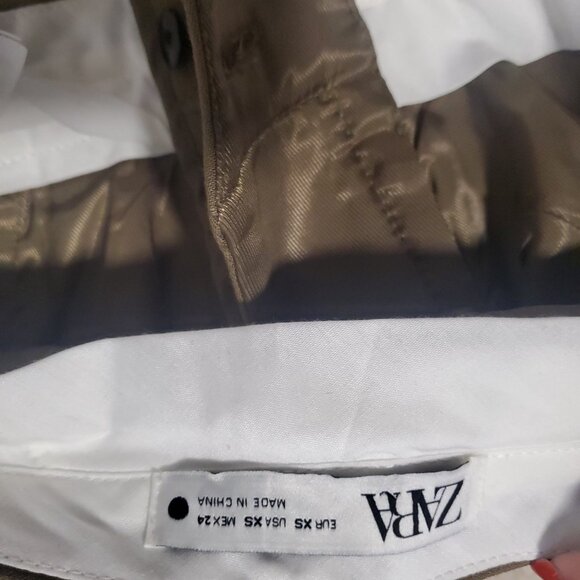 ZARA
EUR XS USA XS MEX 24
MADE IN CHINA